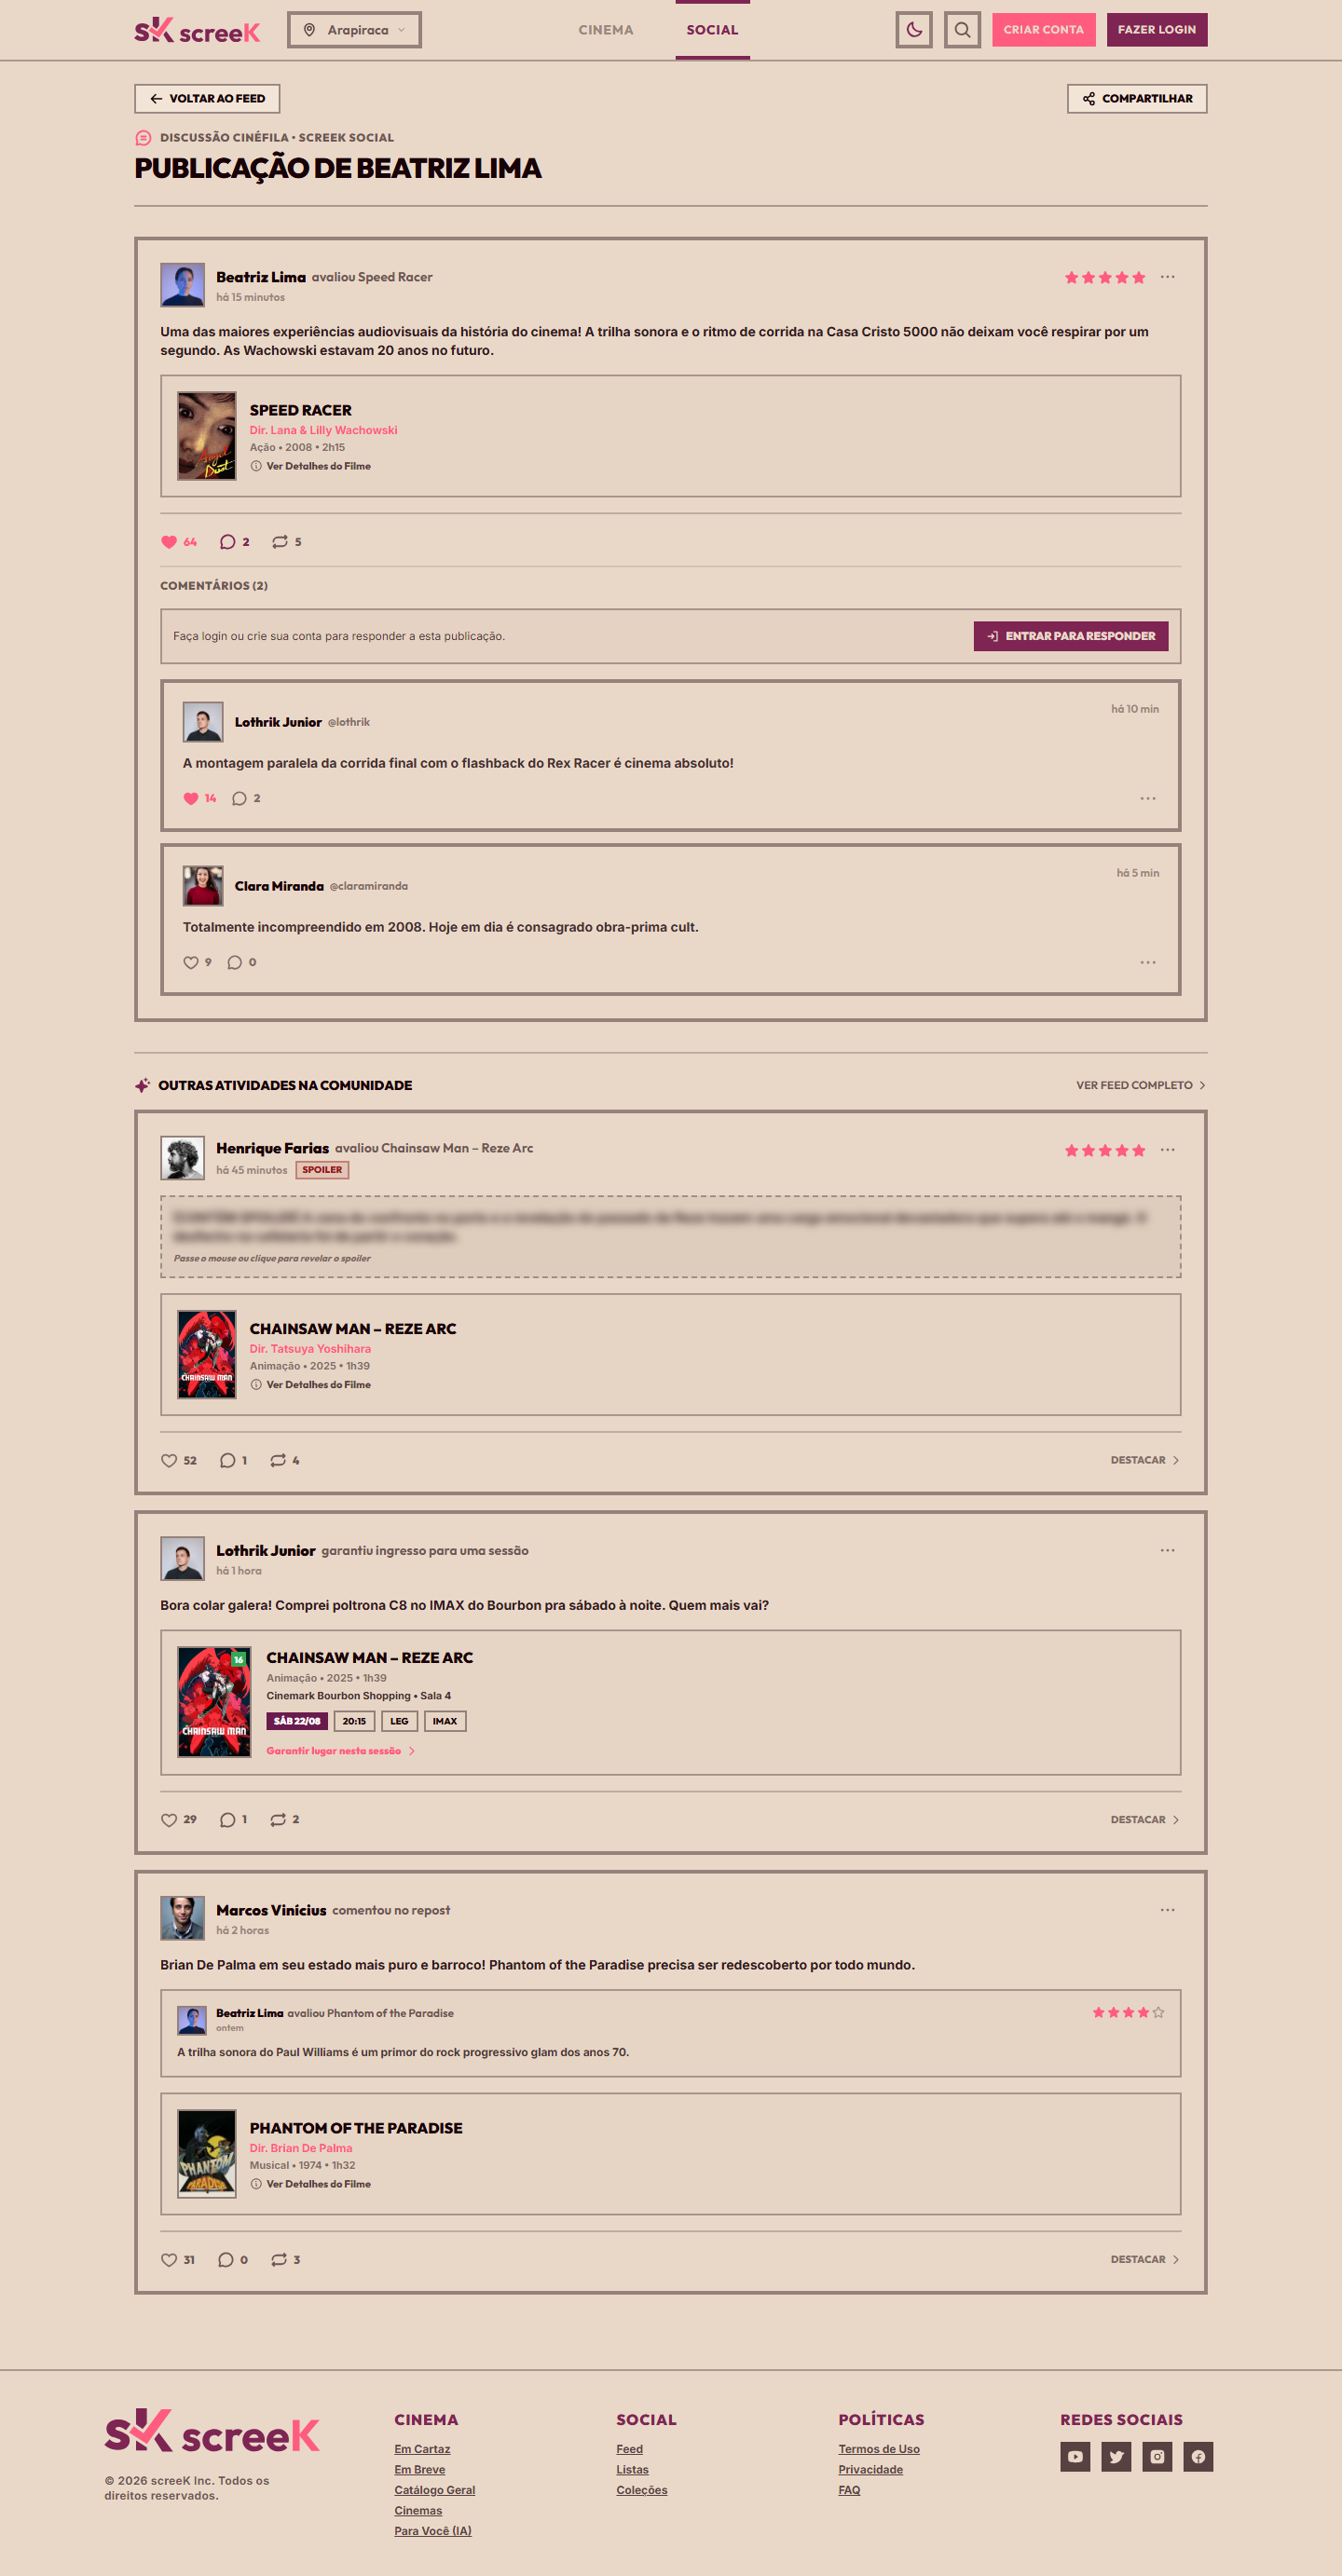 sK screeK
Arapiraca
CINEMA
SOCIAL
CRIAR CONTA
FAZER LOGIN
VOLTAR AO FEED
COMPARTILHAR
DISCUSSÃO CINÉFILA • SCREEK SOCIAL
PUBLICAÇÃO DE BEATRIZ LIMA
Beatriz Lima avaliou Speed Racer
há 15 minutos
Uma das maiores experiências audiovisuais da história do cinema! A trilha sonora e o ritmo de corrida na Casa Cristo 5000 não deixam você respirar por um
segundo. As Wachowski estavam 20 anos no futuro.
Angel Dust
SPEED RACER
Dir. Lana & Lilly Wachowski
Ação • 2008 • 2h15
Ver Detalhes do Filme
64 2 5
COMENTÁRIOS (2)
Faça login ou crie sua conta para responder a esta publicação.
ENTRAR PARA RESPONDER
Lothrik Junior @lothrik
há 10 min
A montagem paralela da corrida final com o flashback do Rex Racer é cinema absoluto!
14 2
Clara Miranda @claramiranda
há 5 min
Totalmente incompreendido em 2008. Hoje em dia é consagrado obra-prima cult.
9 0
OUTRAS ATIVIDADES NA COMUNIDADE
VER FEED COMPLETO
Henrique Farias avaliou Chainsaw Man – Reze Arc
há 45 minutos SPOILER
Passe o mouse ou clique para revelar o spoiler
CHAINSAW MAN
CHAINSAW MAN – REZE ARC
Dir. Tatsuya Yoshihara
Animação • 2025 • 1h39
Ver Detalhes do Filme
52 1 4
DESTACAR
Lothrik Junior garantiu ingresso para uma sessão
há 1 hora
Bora colar galera! Comprei poltrona C8 no IMAX do Bourbon pra sábado à noite. Quem mais vai?
16
CHAINSAW MAN
CHAINSAW MAN – REZE ARC
Animação • 2025 • 1h39
Cinemark Bourbon Shopping • Sala 4
SÁB 22/08 20:15 LEG IMAX
Garantir lugar nesta sessão
29 1 2
DESTACAR
Marcos Vinícius comentou no repost
há 2 horas
Brian De Palma em seu estado mais puro e barroco! Phantom of the Paradise precisa ser redescoberto por todo mundo.
Beatriz Lima avaliou Phantom of the Paradise
ontem
A trilha sonora do Paul Williams é um primor do rock progressivo glam dos anos 70.
PHANTOM
PARADISE
PHANTOM OF THE PARADISE
Dir. Brian De Palma
Musical • 1974 • 1h32
Ver Detalhes do Filme
31 0 3
DESTACAR
sK screeK
© 2026 screeK Inc. Todos os
direitos reservados.
CINEMA
Em Cartaz
Em Breve
Catálogo Geral
Cinemas
Para Você (IA)
SOCIAL
Feed
Listas
Coleções
POLÍTICAS
Termos de Uso
Privacidade
FAQ
REDES SOCIAIS